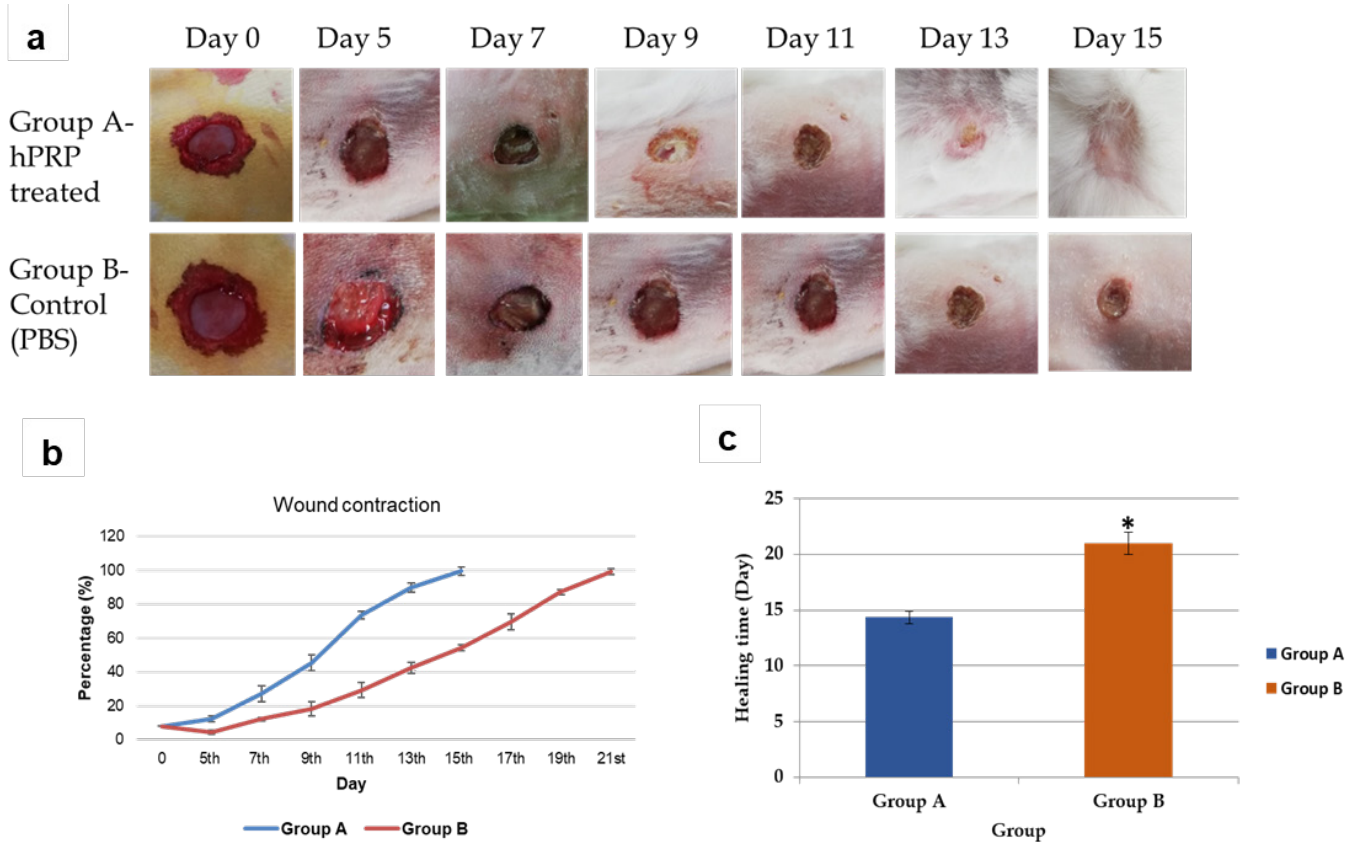 a
Day 0 Day 5 Day 7 Day 9 Day 11 Day 13 Day 15
Group A-
hPRP
treated
Group B-
Control
(PBS)
b
Wound contraction
Percentage (%)
120
100
80
60
40
20
0
0 5th 7th 9th 11th 13th 15th 17th 19th 21st
Day
Group A Group B
c
Healing time (Day)
25
20
15
10
5
0
*
Group A Group B
Group
Group A
Group B